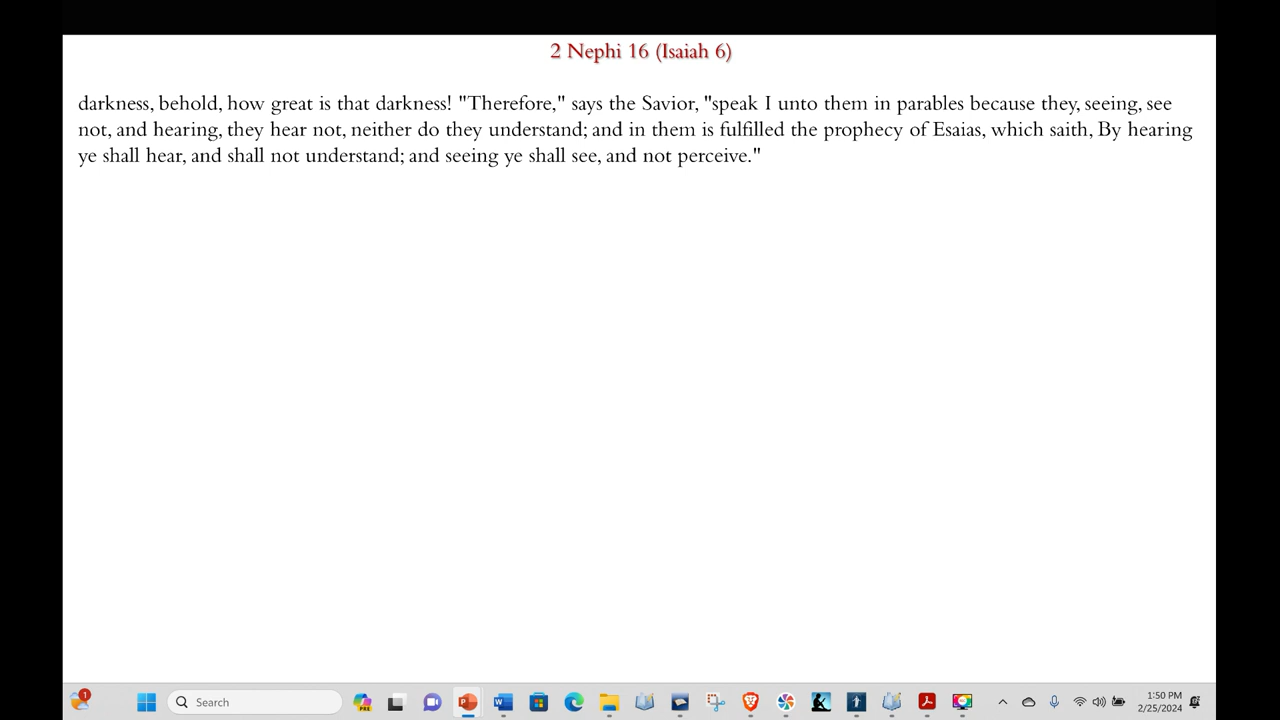 2 Nephi 16 (Isaiah 6)
darkness, behold, how great is that darkness! "Therefore," says the Savior, "speak I unto them in parables because they, seeing, see
not, and hearing, they hear not, neither do they understand; and in them is fulfilled the prophecy of Esaias, which saith, By hearing
ye shall hear, and shall not understand; and seeing ye shall see, and not perceive."
1
Search
PRE
1:50 PM
2/25/2024